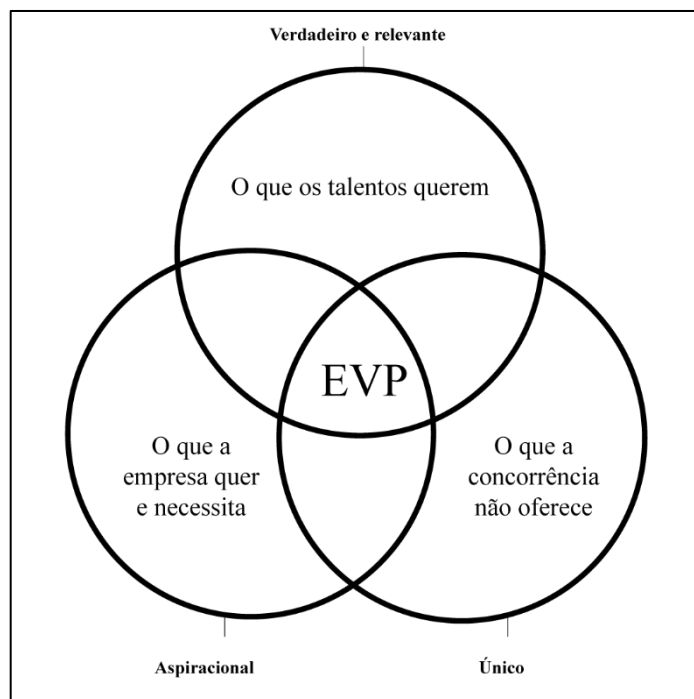 Verdadeiro e relevante
O que os talentos querem
EVP
O que a
empresa quer
e necessita
O que a
concorrência
não oferece
Aspiracional
Único